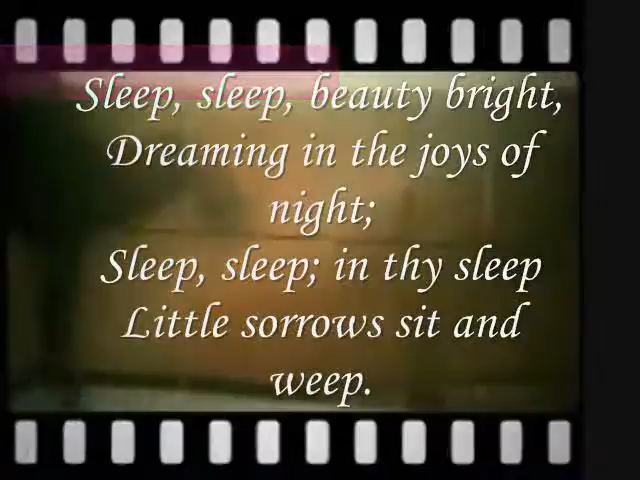 Sleep, sleep, beauty bright,
Dreaming in the joys of
night;
Sleep, sleep; in thy sleep
Little sorrows sit and
weep.